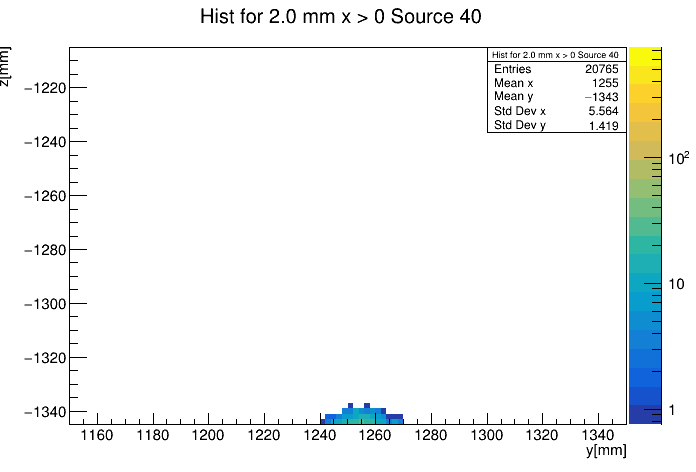 Hist for 2.0 mm x > 0 Source 40
z[mm]
Hist for 2.0 mm x > 0 Source 40
Entries 20765
Mean x 1255
Mean y −1343
Std Dev x 5.564
Std Dev y 1.419
−1220
−1240
−1260
−1280
−1300
−1320
−1340
10²
10
1
1160 1180 1200 1220 1240 1260 1280 1300 1320 1340
y[mm]